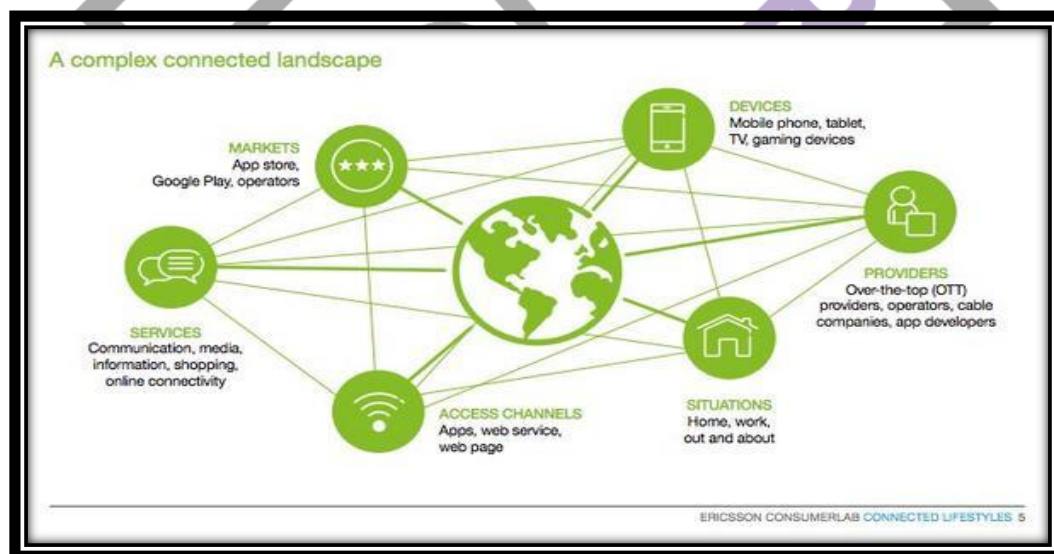 A complex connected landscape
DEVICES
Mobile phone, tablet,
TV, gaming devices
MARKETS
App store,
Google Play, operators
PROVIDERS
Over-the-top (OTT)
providers, operators, cable
companies, app developers
SERVICES
Communication, media,
information, shopping,
online connectivity
SITUATIONS
Home, work,
out and about
ACCESS CHANNELS
Apps, web service,
web page
ERICSSON CONSUMERLAB CONNECTED LIFESTYLES 5